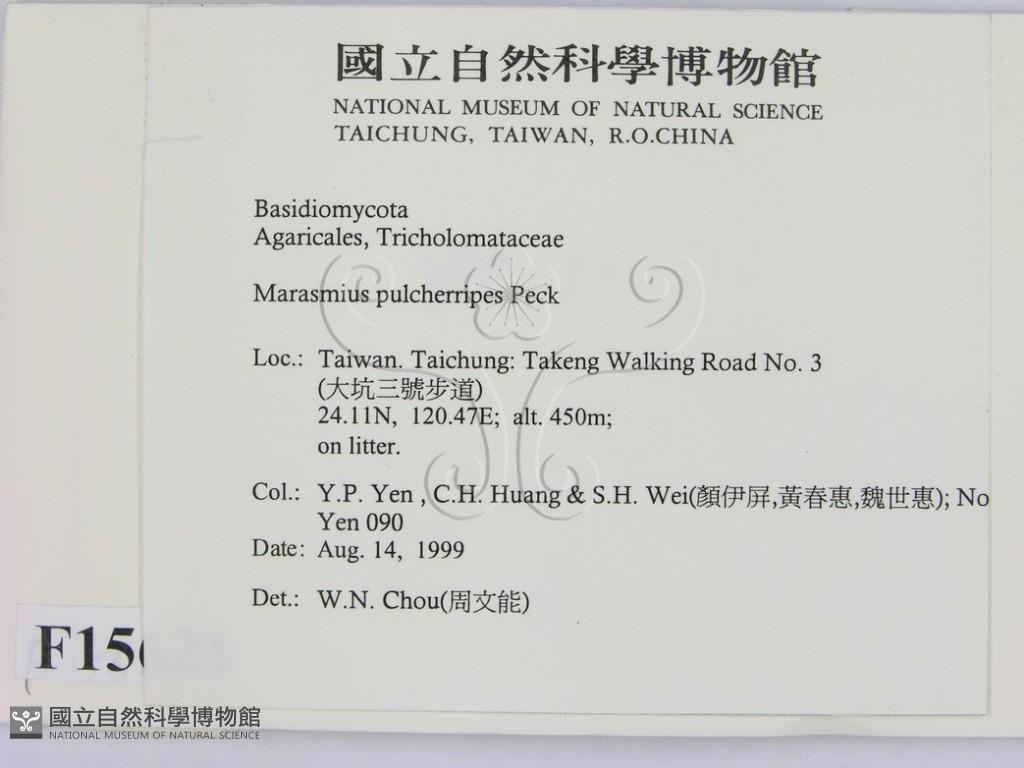 國立自然科學博物館
NATIONAL MUSEUM OF NATURAL SCIENCE
TAICHUNG, TAIWAN, R.O.CHINA
Basidiomycota
Agaricales, Tricholomataceae
Marasmius pulcherripes Peck
Loc.: Taiwan. Taichung: Takeng Walking Road No. 3
(大坑三號步道)
24.11N, 120.47E; alt. 450m;
on litter.
Col.: Y.P. Yen , C.H. Huang & S.H. Wei(顏伊屏,黃春惠,魏世惠); No
Yen 090
Date: Aug. 14, 1999
Det.: W.N. Chou(周文能)
國立自然科學博物館
NATIONAL MUSEUM OF NATURAL SCIENCE